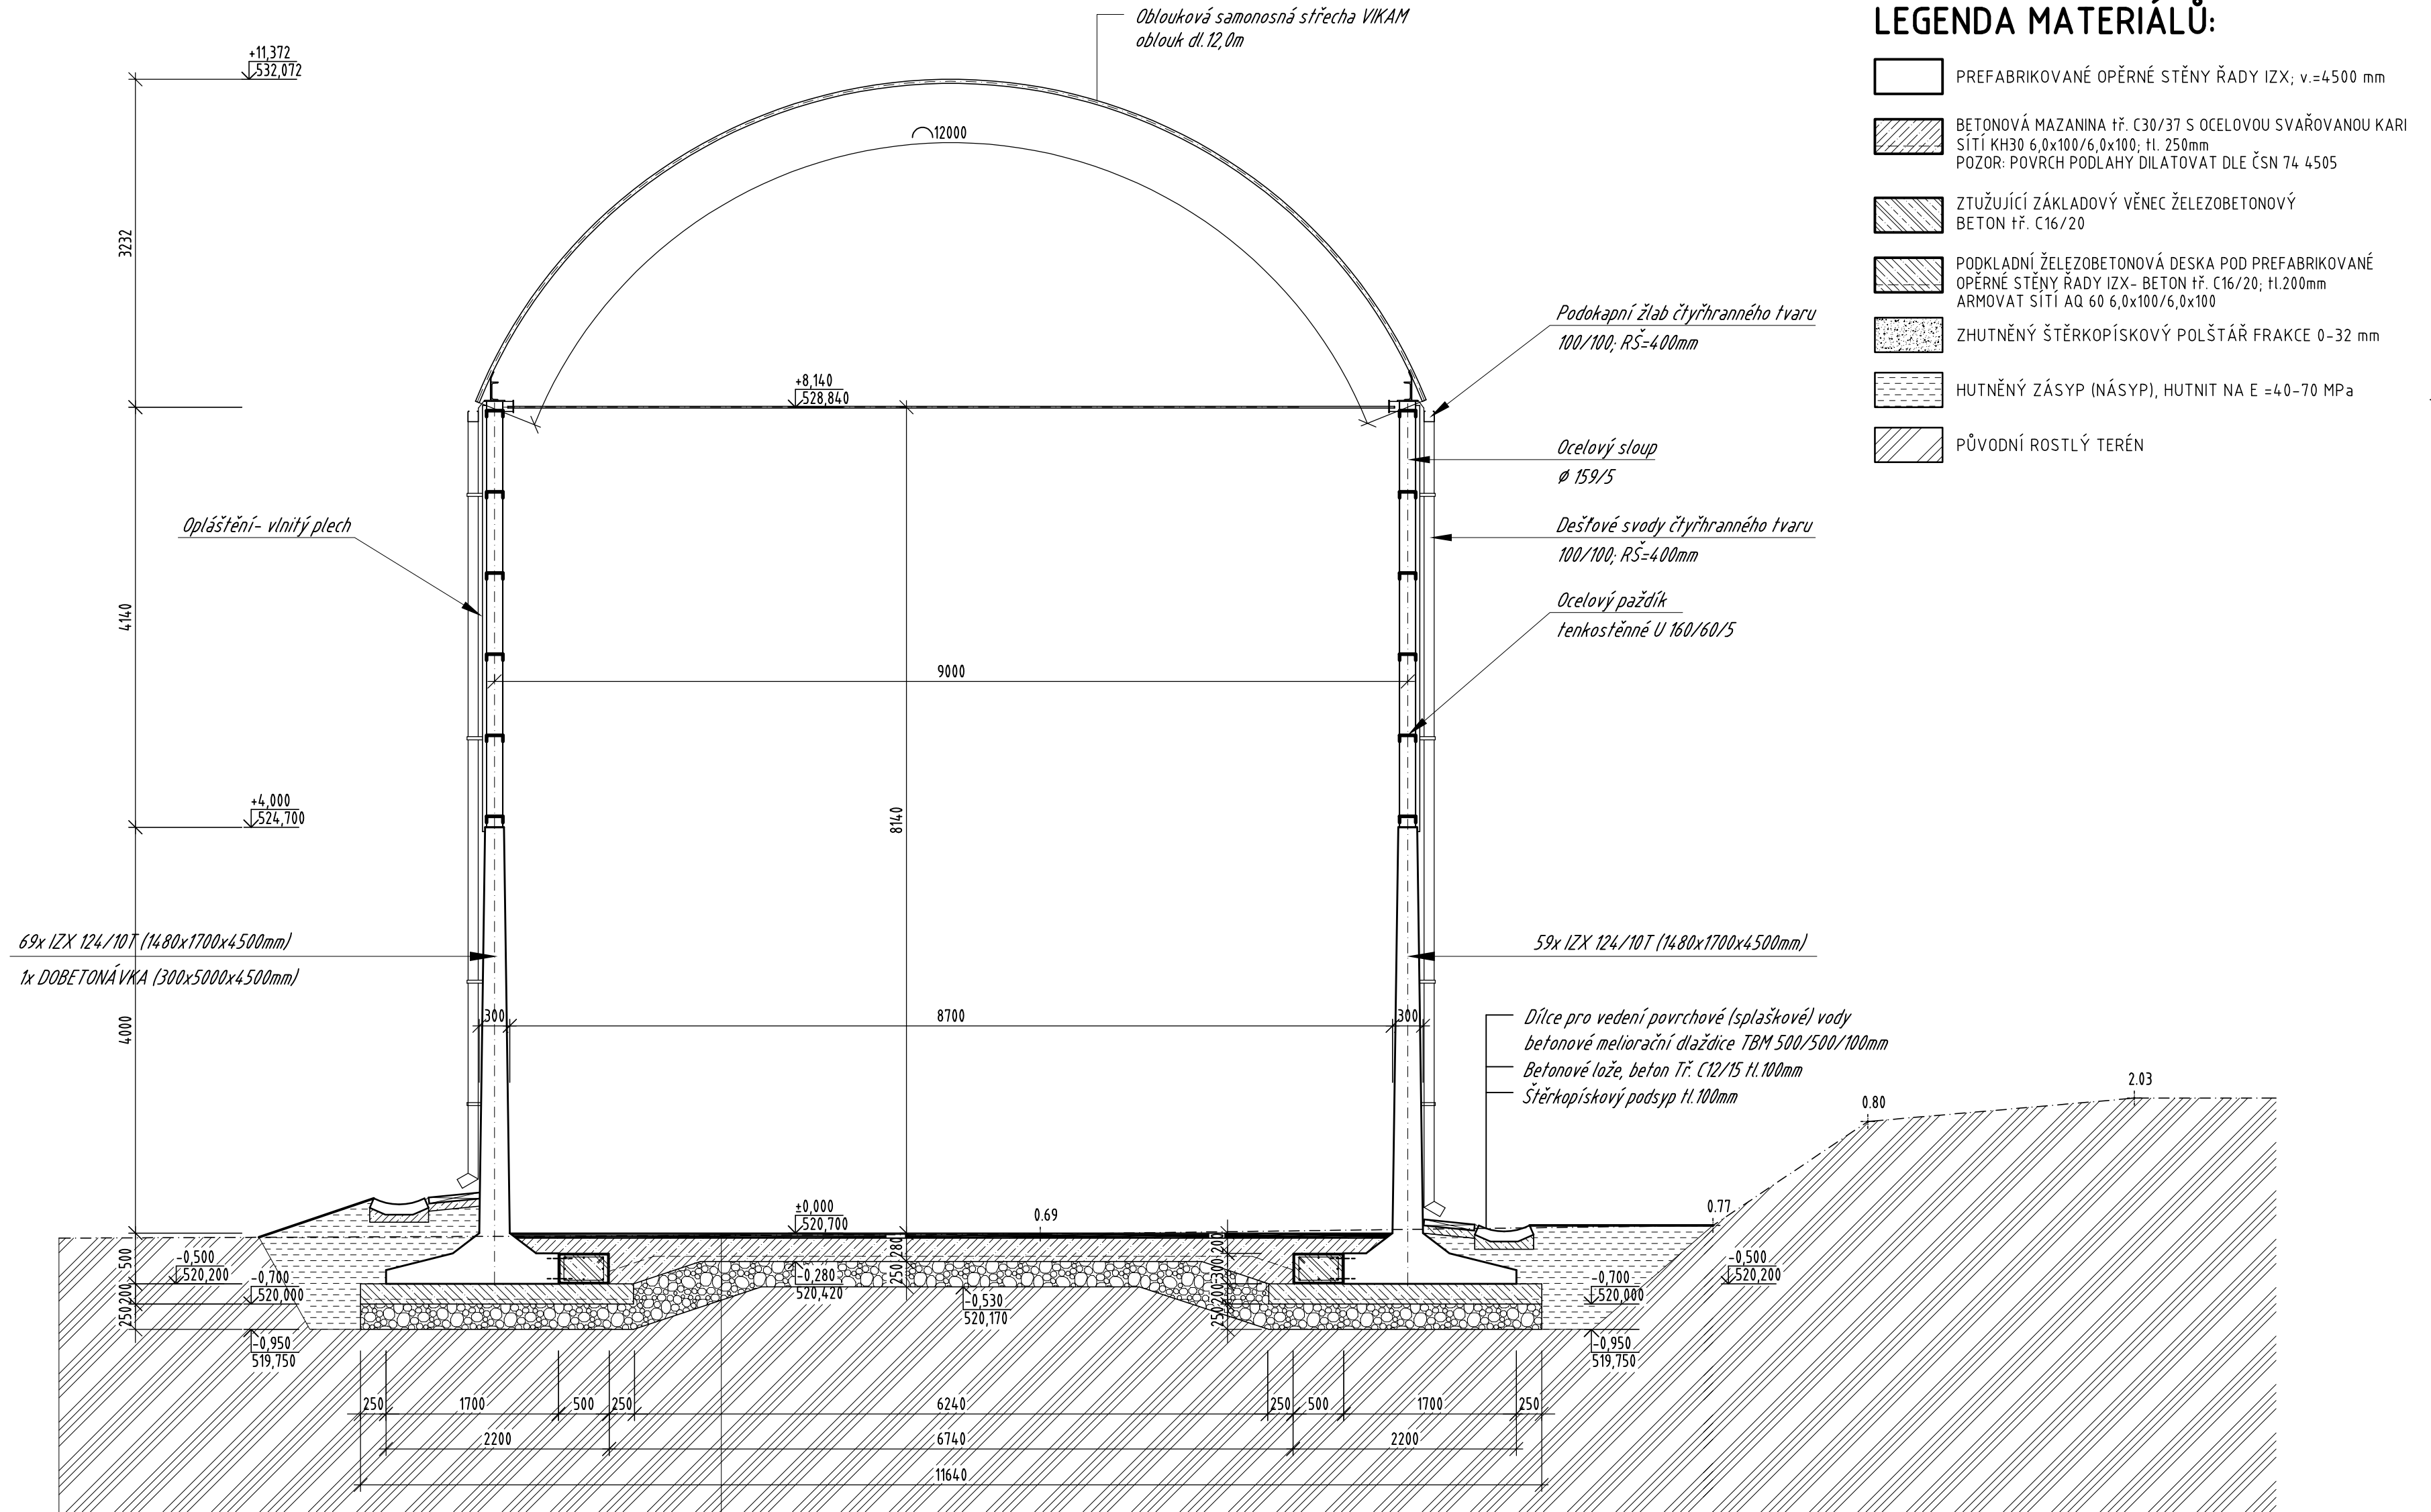 Oblouková samonosná střecha VIKAM
oblouk dl.12,0m
LEGENDA MATERIÁLŮ:
PREFABRIKOVANÉ OPĚRNÉ STĚNY ŘADY IZX; v.=4500 mm
BETONOVÁ MAZANINA tř. C30/37 S OCELOVOU SVAŘOVANOU KARI
SÍTÍ KH30 6,0x100/6,0x100; tl. 250mm
POZOR: POVRCH PODLAHY DILATOVAT DLE ČSN 74 4505
ZTUŽUJÍCÍ ZÁKLADOVÝ VĚNEC ŽELEZOBETONOVÝ
BETON tř. C16/20
PODKLADNÍ ŽELEZOBETONOVÁ DESKA POD PREFABRIKOVANÉ
OPĚRNÉ STĚNY ŘADY IZX- BETON tř. C16/20; tl.200mm
ARMOVAT SÍTÍ AQ 60 6,0x100/6,0x100
ZHUTNĚNÝ ŠTĚRKOPÍSKOVÝ POLŠTÁŘ FRAKCE 0-32 mm
HUTNĚNÝ ZÁSYP (NÁSYP), HUTNIT NA E =40-70 MPa
PŮVODNÍ ROSTLÝ TERÉN
+11,372
532,072
12000
3232
+8,140
528,840
Podokapní žlab čtyřhranného tvaru
100/100; RŠ=400mm
Ocelový sloup
Ø 159/5
Opláštění- vlnitý plech
Dešťové svody čtyřhranného tvaru
100/100; RŠ=400mm
Ocelový paždík
tenkostěnné U 160/60/5
4140
9000
+4,000
524,700
8140
69x IZX 124/10T (1480x1700x4500mm)
1x DOBETONÁVKA (300x5000x4500mm)
59x IZX 124/10T (1480x1700x4500mm)
4000
300
8700
300
Dílce pro vedení povrchové (splaškové) vody
betonové meliorační dlaždice TBM 500/500/100mm
Betonové lože, beton Tř. C12/15 tl.100mm
Štěrkopískový podsyp tl.100mm
0.80
2.03
0.77
±0,000
520,700
0.69
500
200
250
-0,500
520,200
-0,700
520,000
-0,950
519,750
280
250
-0,280
520,420
-0,530
520,170
200
300
200
250
-0,500
520,200
-0,700
520,000
-0,950
519,750
250
1700
500
250
6240
250
500
1700
250
2200
6740
2200
11640